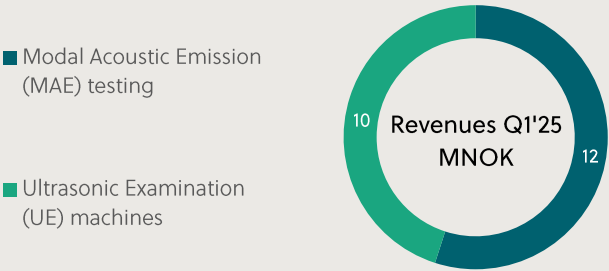 Modal Acoustic Emission
(MAE) testing
Ultrasonic Examination
(UE) machines
10
Revenues Q1'25
MNOK
12